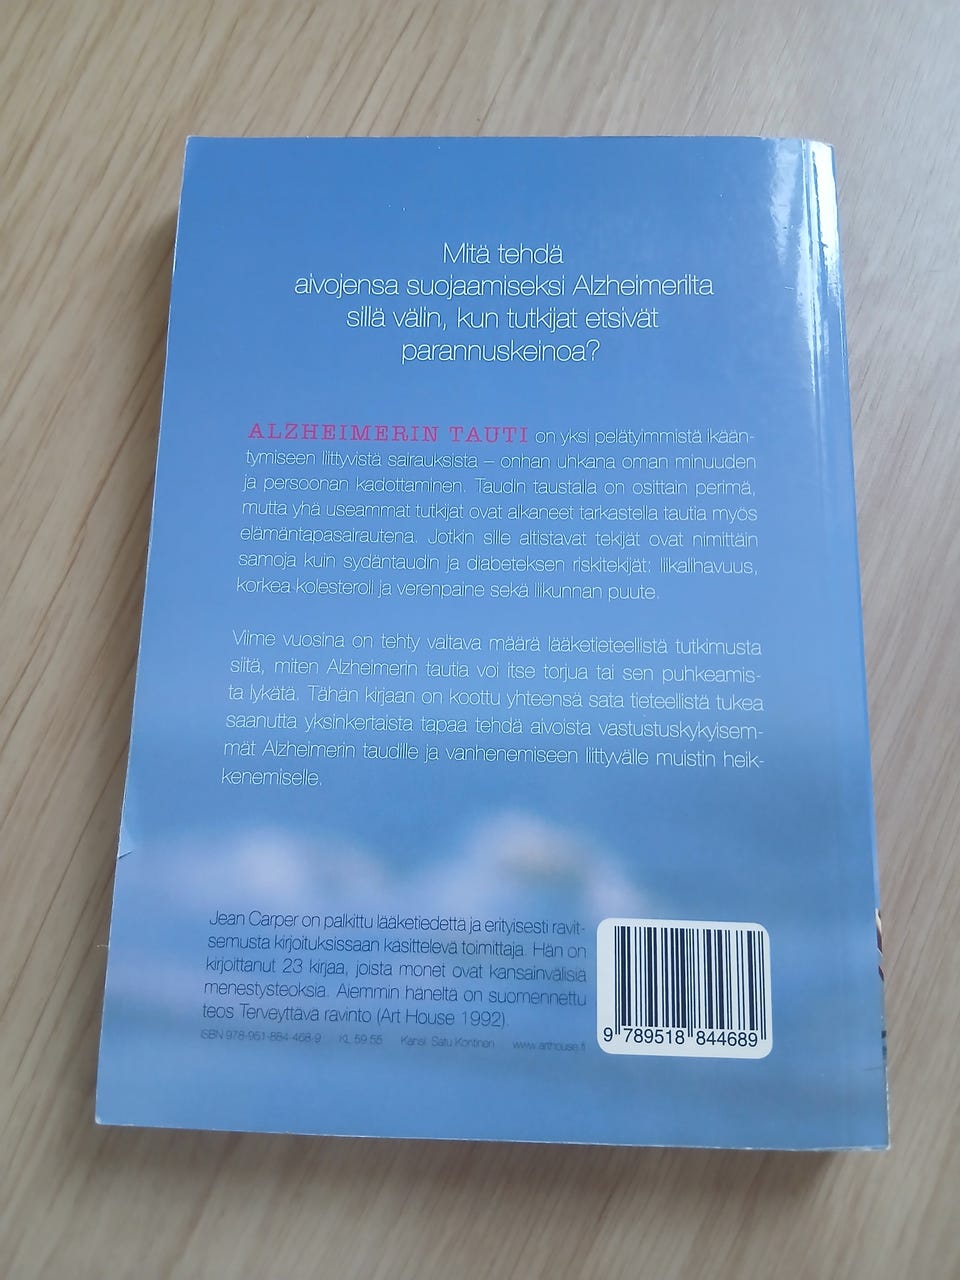 Mitä tehdä
aivojensa suojaamiseksi Alzheimerilta
sillä välin, kun tutkijat etsivät
parannuskeinoa?
ALZHEIMERIN TAUTI on yksi pelätyimmistä ikään-
tymiseen liittyvistä sairauksista – onhan uhkana oman minuuden
ja persoonan kadottaminen. Taudin taustalla on osittain perimä,
mutta yhä useammat tutkijat ovat alkaneet tarkastella tautia myös
elämäntapasairautena. Jotkin sille altistavat tekijät ovat nimittäin
samoja kuin sydäntaudin ja diabeteksen riskitekijät: liikalihavuus,
korkea kolesteroli ja verenpaine sekä liikunnan puute.
Viime vuosina on tehty valtava määrä lääketieteellistä tutkimusta
siitä, miten Alzheimerin tautia voi itse torjua tai sen puhkeamis-
ta lykätä. Tähän kirjaan on koottu yhteensä sata tieteellistä tukea
saanutta yksinkertaista tapaa tehdä aivoista vastustuskykyisem-
mät Alzheimerin taudille ja vanhenemiseen liittyvälle muistin heik-
kenemiselle.
Jean Carper on palkittu lääketiedettä ja erityisesti ravit-
semusta kirjoituksissaan käsittelevä toimittaja. Hän on
kirjoittanut 23 kirjaa, joista monet ovat kansainvälisiä
menestysteoksia. Aiemmin häneltä on suomennettu
teos Terveyttävä ravinto (Art House 1992).
ISBN 978-951-884-468-9 KL 59.55 Kansi: Satu Kontinen www.arthouse.fi
9 789518 844689